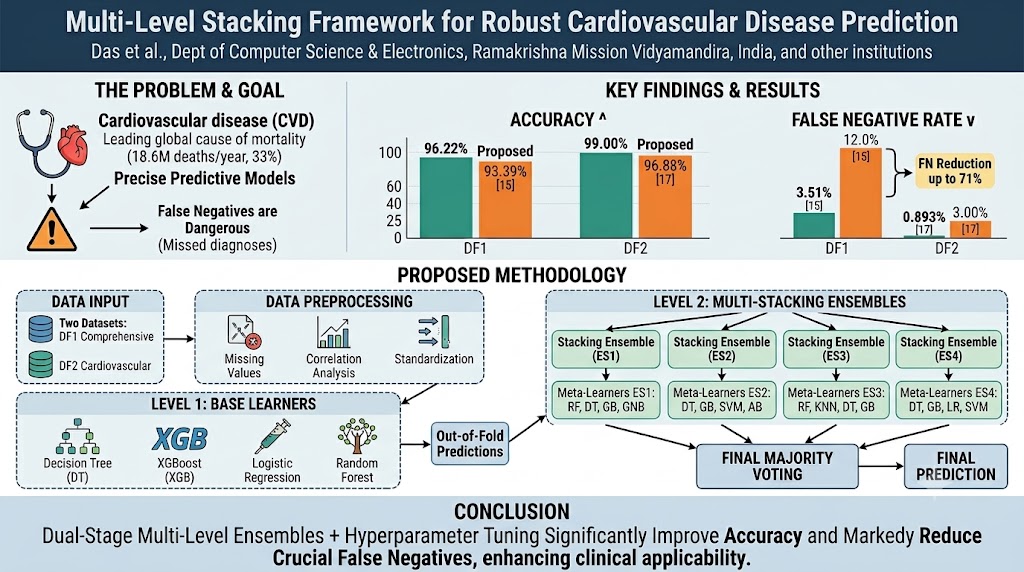 Multi-Level Stacking Framework for Robust Cardiovascular Disease Prediction
Das et al., Dept of Computer Science & Electronics, Ramakrishna Mission Vidyamandira, India, and other institutions
THE PROBLEM & GOAL
Cardiovascular disease (CVD)
Leading global cause of mortality
(18.6M deaths/year, 33%)
Precise Predictive Models
False Negatives are
Dangerous
(Missed diagnoses)
KEY FINDINGS & RESULTS
ACCURACY ^
100
60
40
25
0
96.22%
Proposed
93.39%
[15]
DF1
99.00%
Proposed
96.88%
[17]
DF2
FALSE NEGATIVE RATE v
3.51%
[15]
12.0%
[15]
DF1
0.893%
[17]
3.00%
[17]
DF2
FN Reduction
up to 71%
PROPOSED METHODOLOGY
DATA INPUT
Two Datasets:
DF1 Comprehensive
DF2 Cardiovascular
DATA PREPROCESSING
Missing
Values
Correlation
Analysis
Standardization
LEVEL 1: BASE LEARNERS
Decision Tree
(DT)
XGB
XGBoost
(XGB)
Logistic
Regression
Random
Forest
Out-of-Fold
Predictions
LEVEL 2: MULTI-STACKING ENSEMBLES
Stacking Ensemble
(ES1)
Stacking Ensemble
(ES2)
Stacking Ensemble
(ES3)
Stacking Ensemble
(ES4)
Meta-Learners ES1:
RF, DT, GB, GNB
Meta-Learners ES2:
DT, GB, SVM, AB
Meta-Learners ES3:
RF, KNN, DT, GB
Meta-Learners ES4:
DT, GB, LR, SVM
FINAL MAJORITY
VOTING
FINAL
PREDICTION
CONCLUSION
Dual-Stage Multi-Level Ensembles + Hyperparameter Tuning Significantly Improve Accuracy and Markedy Reduce
Crucial False Negatives, enhancing clinical applicability.